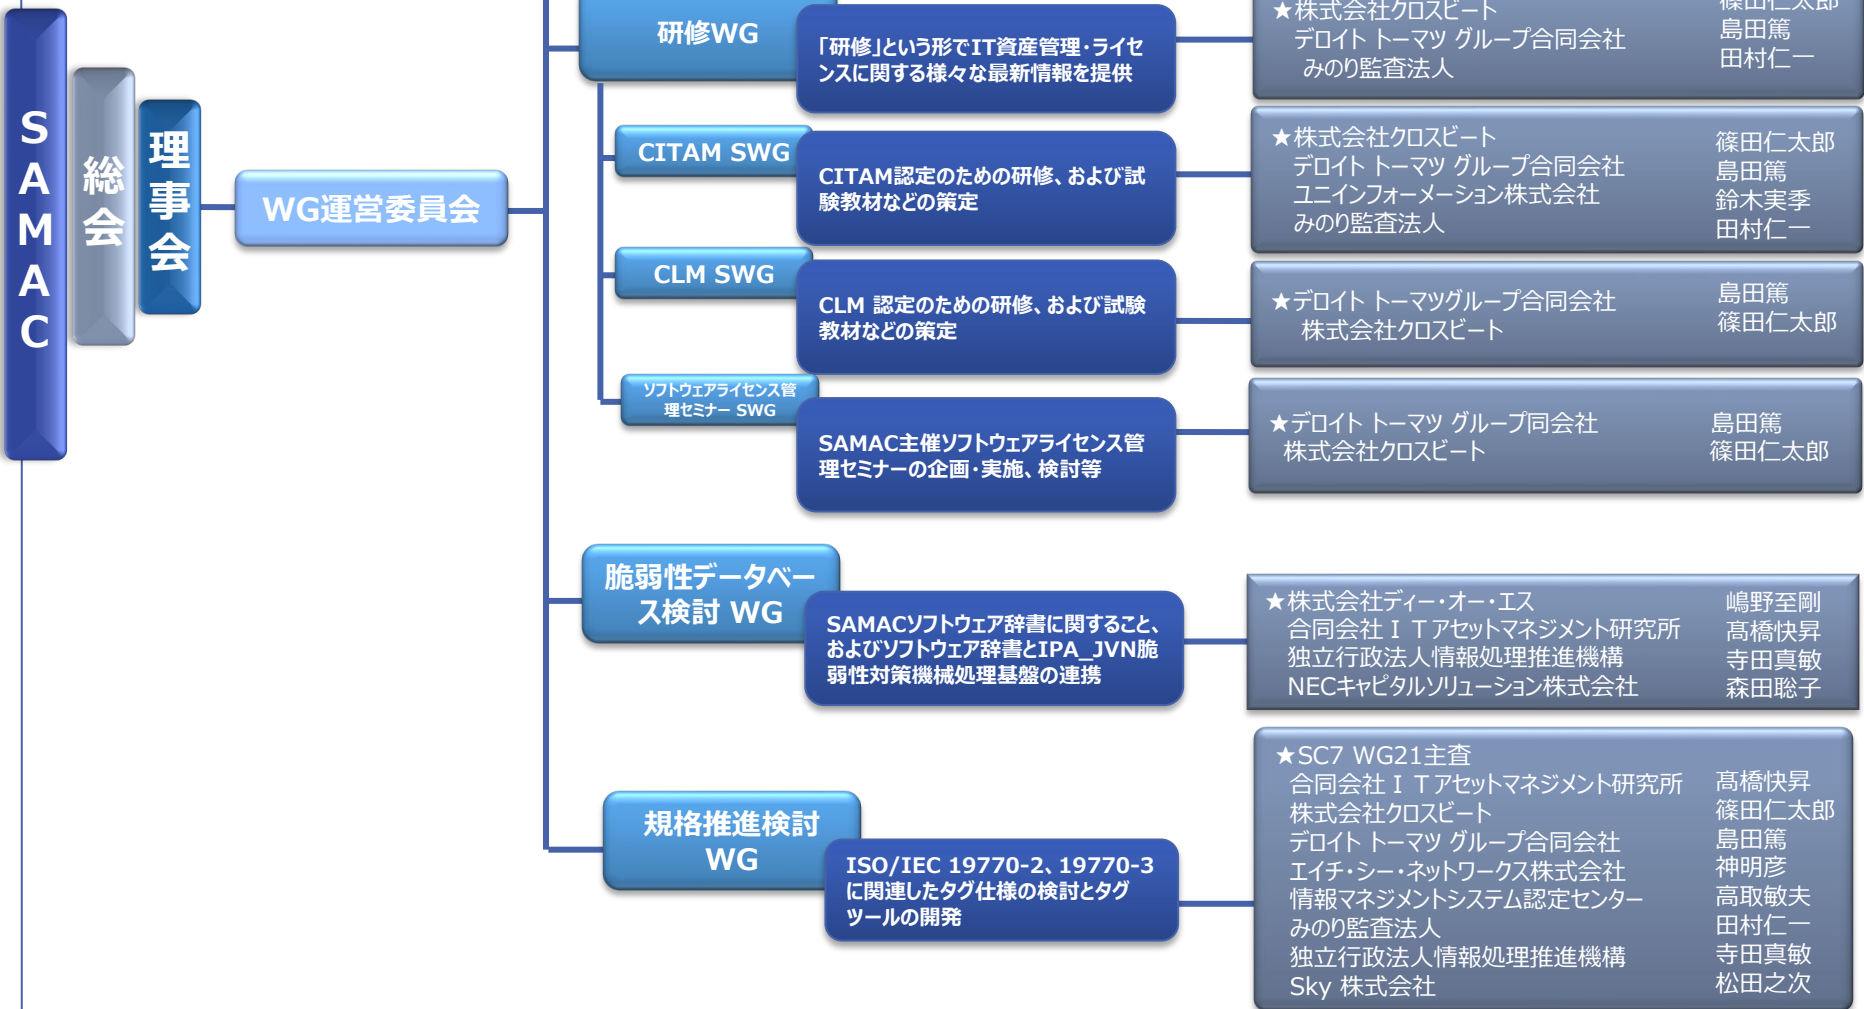 SAMAC
総会
理事会
WG運営委員会
研修WG
「研修」という形でIT資産管理・ライセ
ンスに関する様々な最新情報を提供
★株式会社クロスビート 篠田仁太郎
デロイト トーマツ グループ合同会社 島田篤
みのり監査法人 田村仁一
CITAM SWG
CITAM認定のための研修、および試
験教材などの策定
★株式会社クロスビート 篠田仁太郎
デロイト トーマツ グループ合同会社 島田篤
ユニインフォーメーション株式会社 鈴木実季
みのり監査法人 田村仁一
CLM SWG
CLM 認定のための研修、および試験
教材などの策定
★デロイト トーマツグループ合同会社 島田篤
株式会社クロスビート 篠田仁太郎
ソフトウェアライセンス管
理セミナー SWG
SAMAC主催ソフトウェアライセンス管
理セミナーの企画・実施、検討等
★デロイト トーマツ グループ同会社 島田篤
株式会社クロスビート 篠田仁太郎
脆弱性データベー
ス検討 WG
SAMACソフトウェア辞書に関すること、
およびソフトウェア辞書とIPA_JVN脆
弱性対策機械処理基盤の連携
★株式会社ディー・オー・エス 嶋野至剛
合同会社ＩＴアセットマネジメント研究所 髙橋快昇
独立行政法人情報処理推進機構 寺田真敏
NECキャピタルソリューション株式会社 森田聡子
規格推進検討
WG
ISO/IEC 19770-2、19770-3
に関連したタグ仕様の検討とタグ
ツールの開発
★SC7 WG21主査
合同会社ＩＴアセットマネジメント研究所 髙橋快昇
株式会社クロスビート 篠田仁太郎
デロイト トーマツ グループ合同会社 島田篤
エイチ・シー・ネットワークス株式会社 神明彦
情報マネジメントシステム認定センター 高取敏夫
みのり監査法人 田村仁一
独立行政法人情報処理推進機構 寺田真敏
Sky 株式会社 松田之次